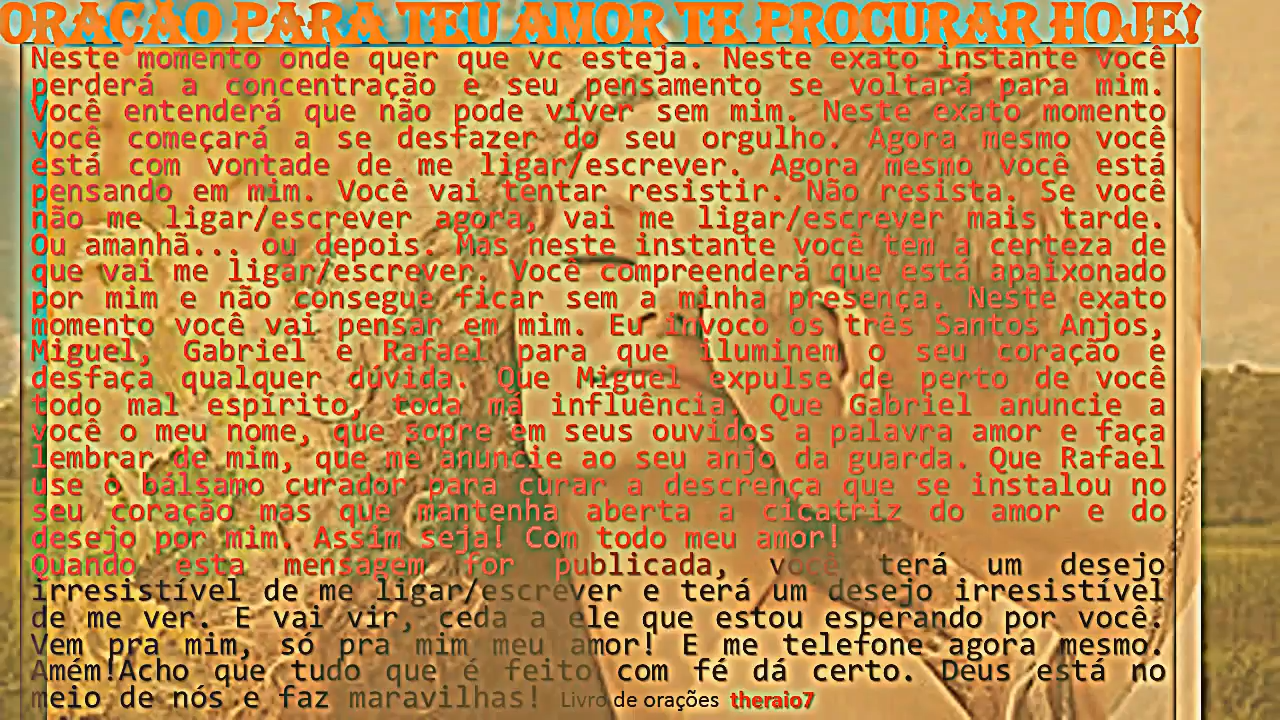 ORAÇÃO PARA TEU AMOR TE PROCURAR HOJE!
Neste momento onde quer que vc esteja. Neste exato instante você
perderá a concentração e seu pensamento se voltará para mim.
Você entenderá que não pode viver sem mim. Neste exato momento
você começará a se desfazer do seu orgulho. Agora mesmo você
está com vontade de me ligar/escrever. Agora mesmo você está
pensando em mim. Você vai tentar resistir. Não resista. Se você
não me ligar/escrever agora, vai me ligar/escrever mais tarde.
Ou amanhã... ou depois. Mas neste instante você tem a certeza de
que vai me ligar/escrever. Você compreenderá que está apaixonado
por mim e não consegue ficar sem a minha presença. Neste exato
momento você vai pensar em mim. Eu invoco os três Santos Anjos,
Miguel, Gabriel e Rafael para que iluminem o seu coração e
desfaça qualquer dúvida. Que Miguel expulse de perto de você
todo mal espírito, toda má influência. Que Gabriel anuncie a
você o meu nome, que sopre em seus ouvidos a palavra amor e faça
lembrar de mim, que me anuncie ao seu anjo da guarda. Que Rafael
use o bálsamo curador para curar a descrença que se instalou no
seu coração mas que mantenha aberta a cicatriz do amor e do
desejo por mim. Assim seja! Com todo meu amor!
Quando esta mensagem for publicada, você terá um desejo
irresistível de me ligar/escrever e terá um desejo irresistível
de me ver. E vai vir, ceda a ele que estou esperando por você.
Vem pra mim, só pra mim meu amor! E me telefone agora mesmo.
Amém!Acho que tudo que é feito com fé dá certo. Deus está no
meio de nós e faz maravilhas! Livro de orações theraio7